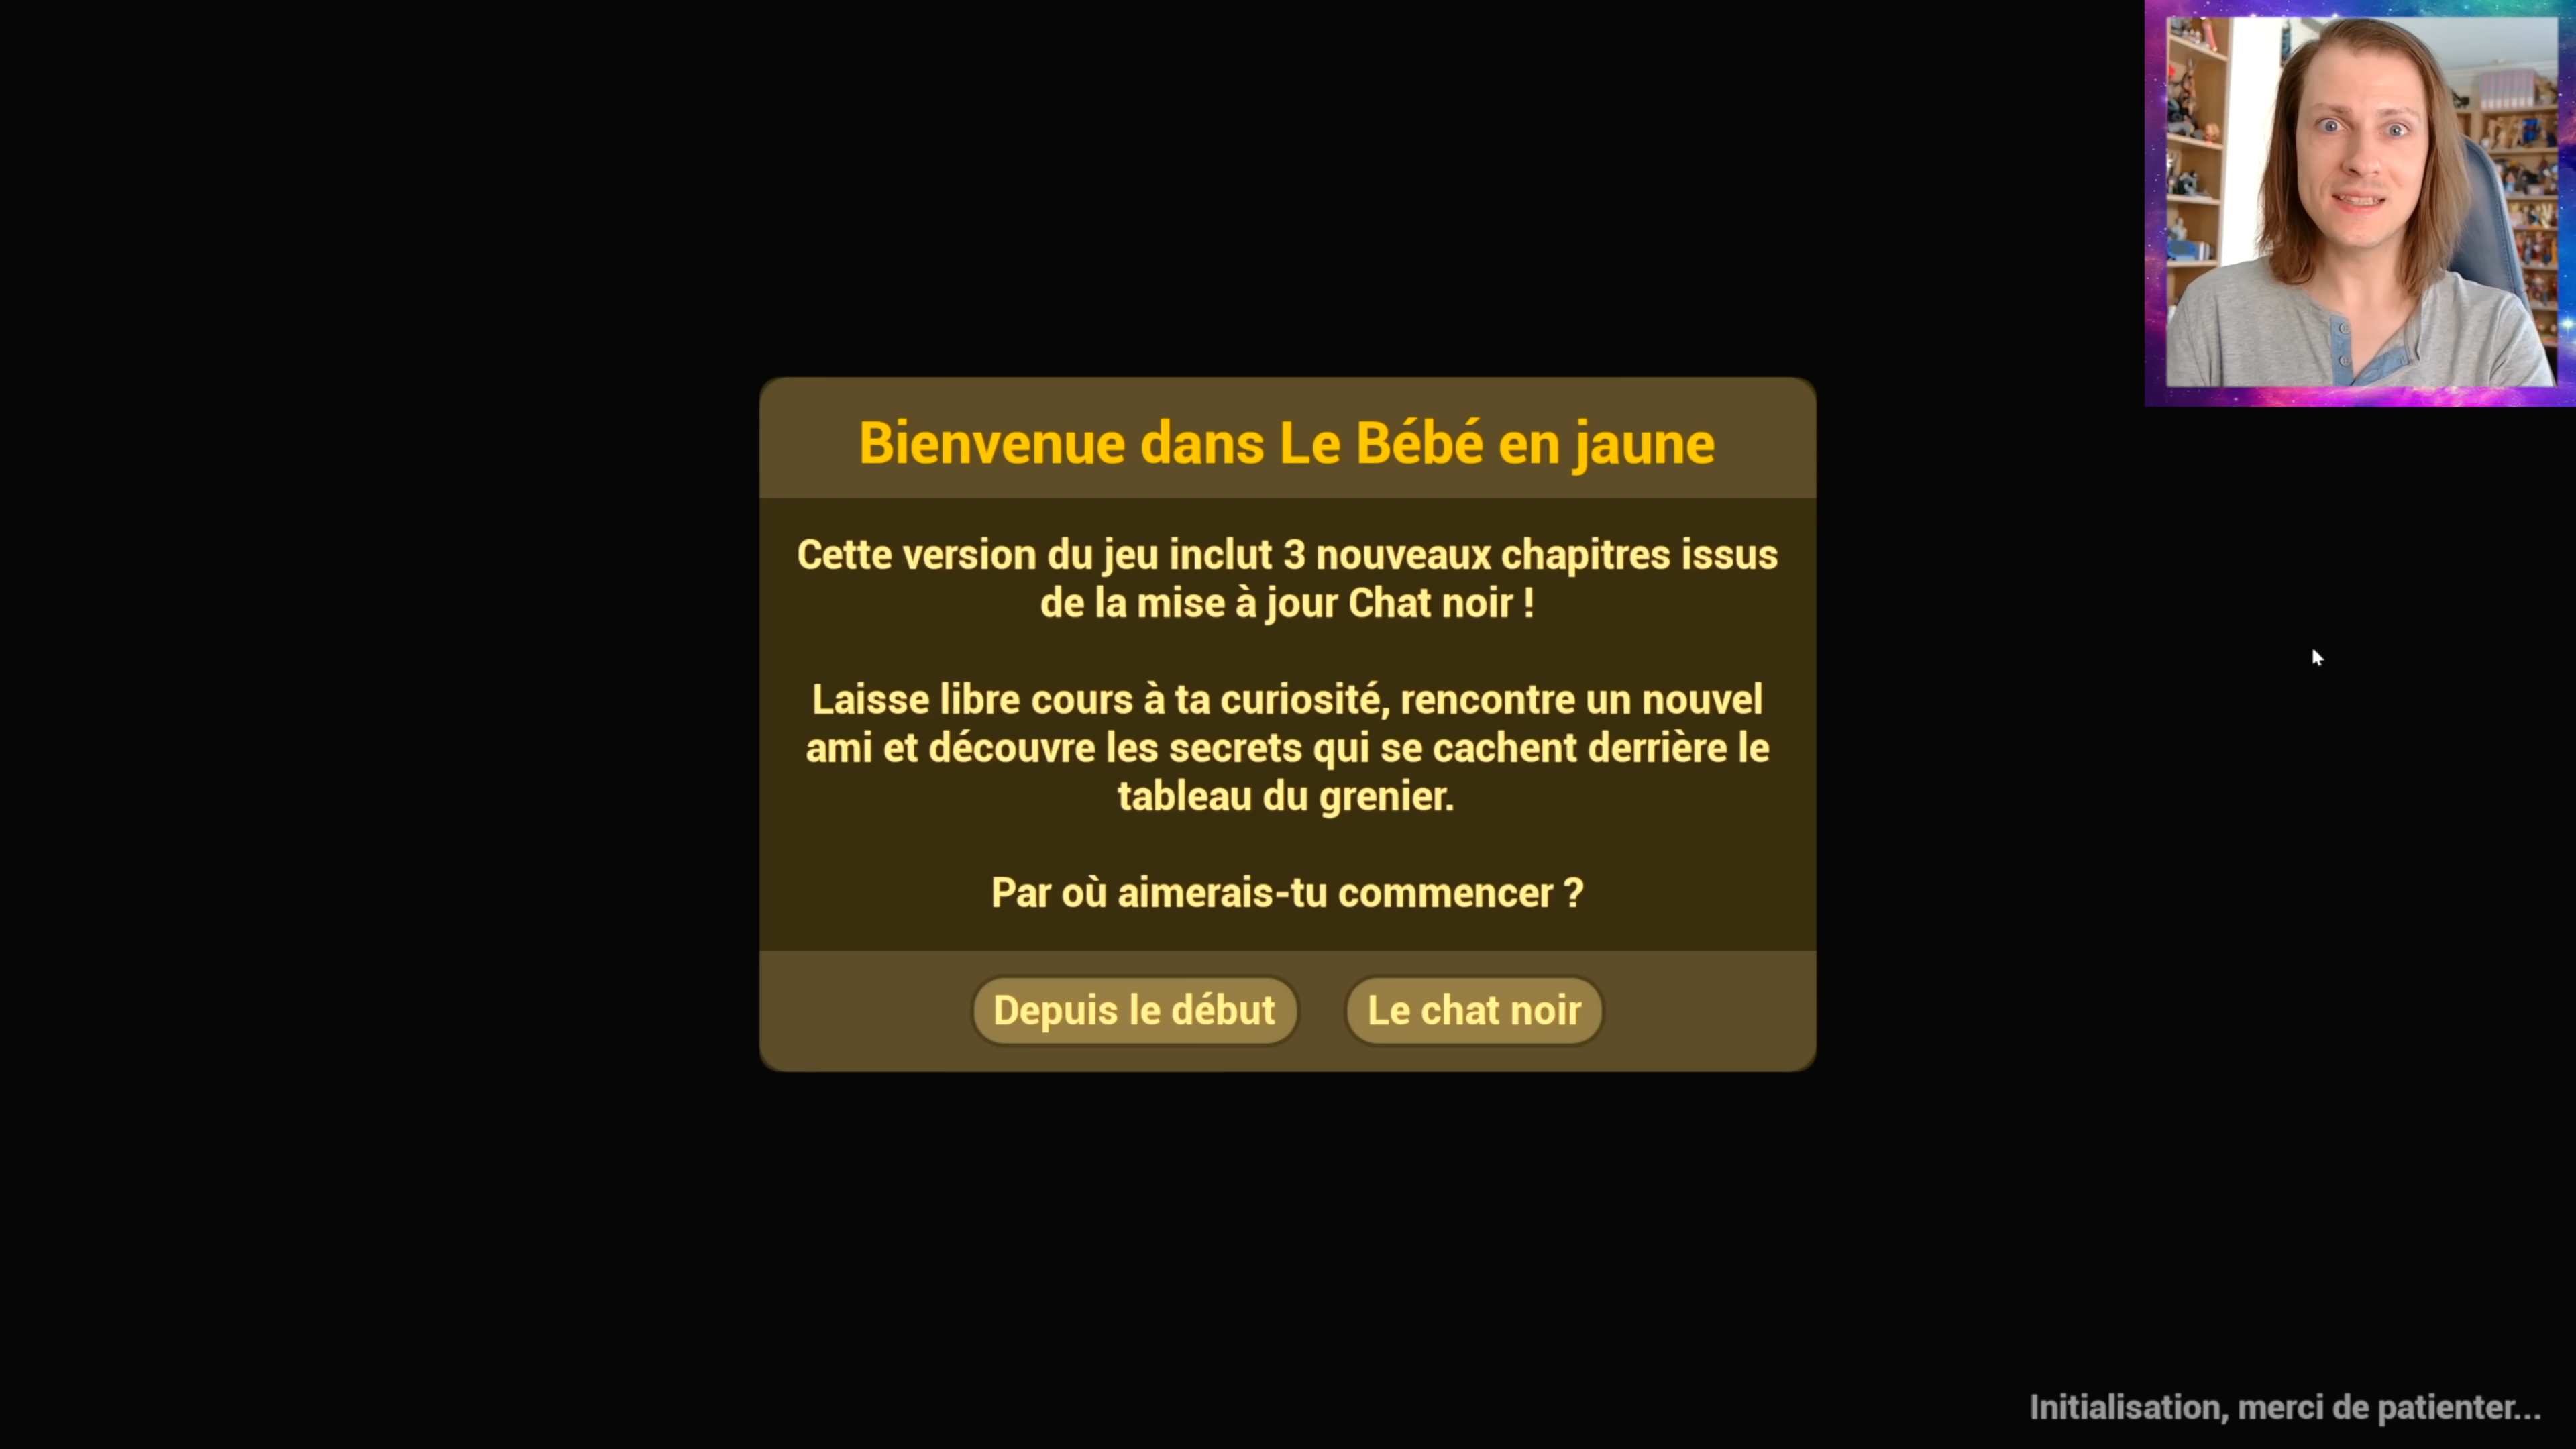 Bienvenue dans Le Bébé en jaune
Cette version du jeu inclut 3 nouveaux chapitres issus
de la mise à jour Chat noir !
Laisse libre cours à ta curiosité, rencontre un nouvel
ami et découvre les secrets qui se cachent derrière le
tableau du grenier.
Par où aimerais-tu commencer ?
Depuis le début
Le chat noir
Initialisation, merci de patienter...